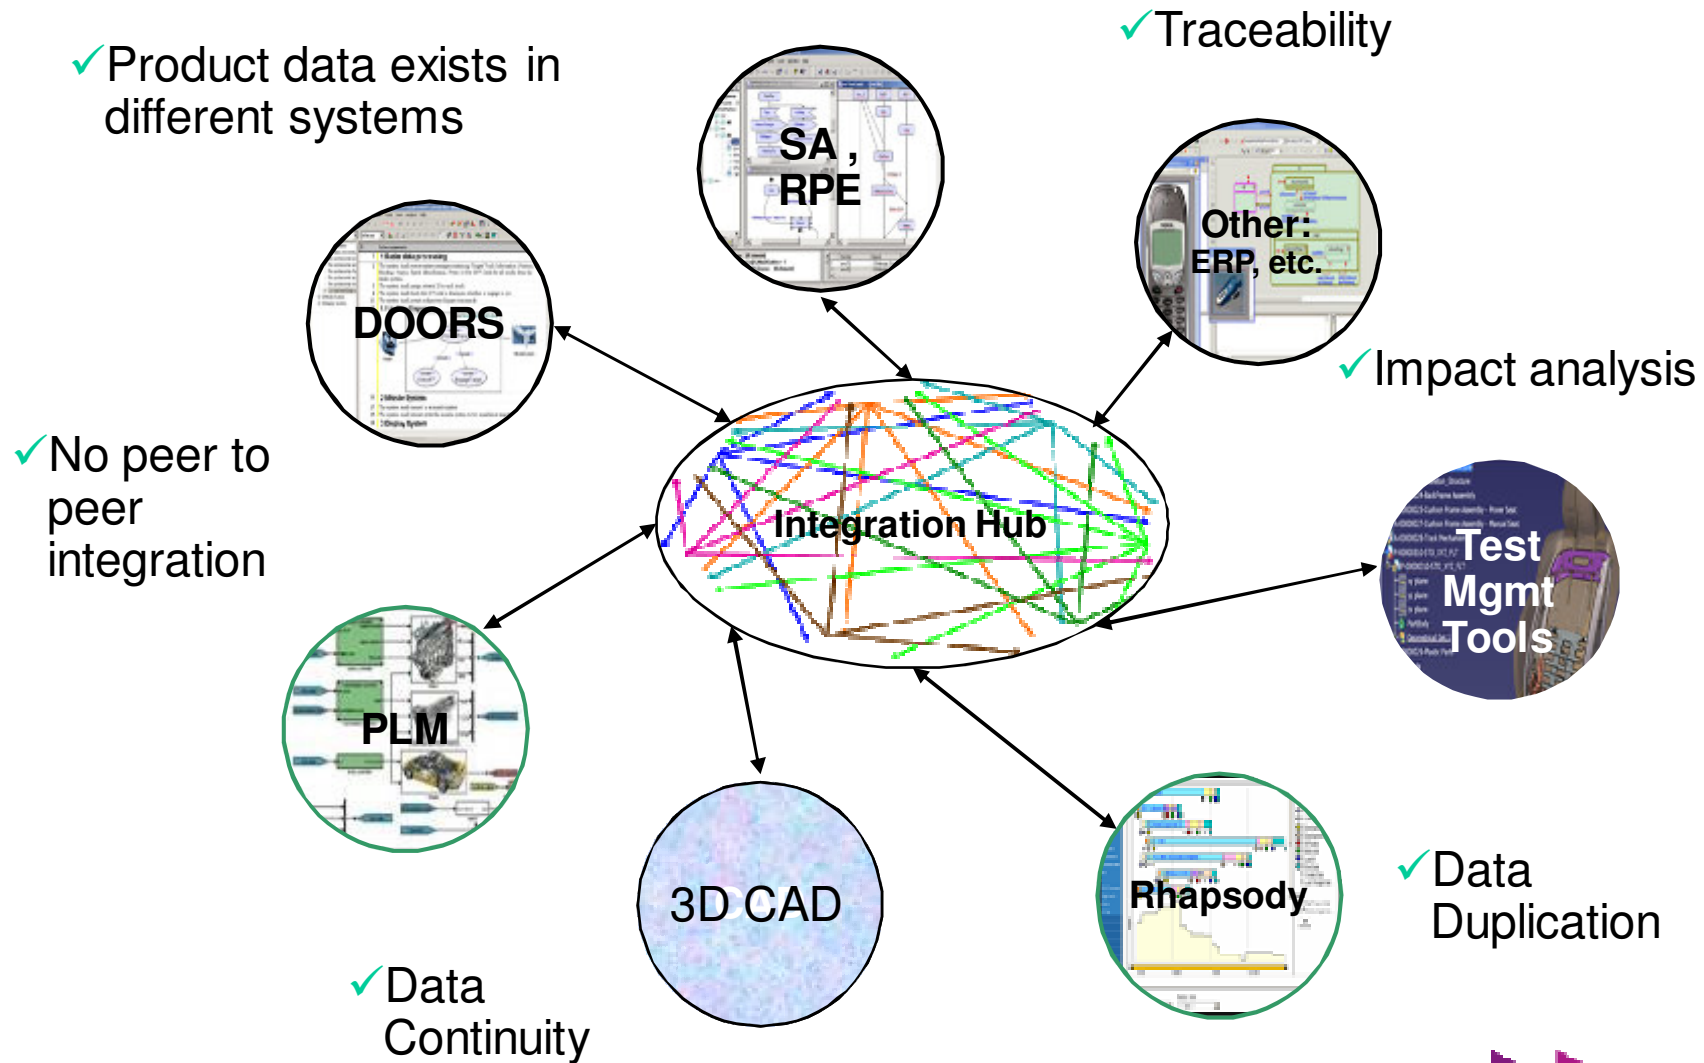 ✓Traceability
✓Product data exists in
different systems
SA ,
RPE
Other:
ERP, etc.
DOORS
✓Impact analysis
✓No peer to
peer
integration
Integration Hub
Test
Mgmt
Tools
PLM
3D CAD
Rhapsody
✓Data
Duplication
✓Data
Continuity